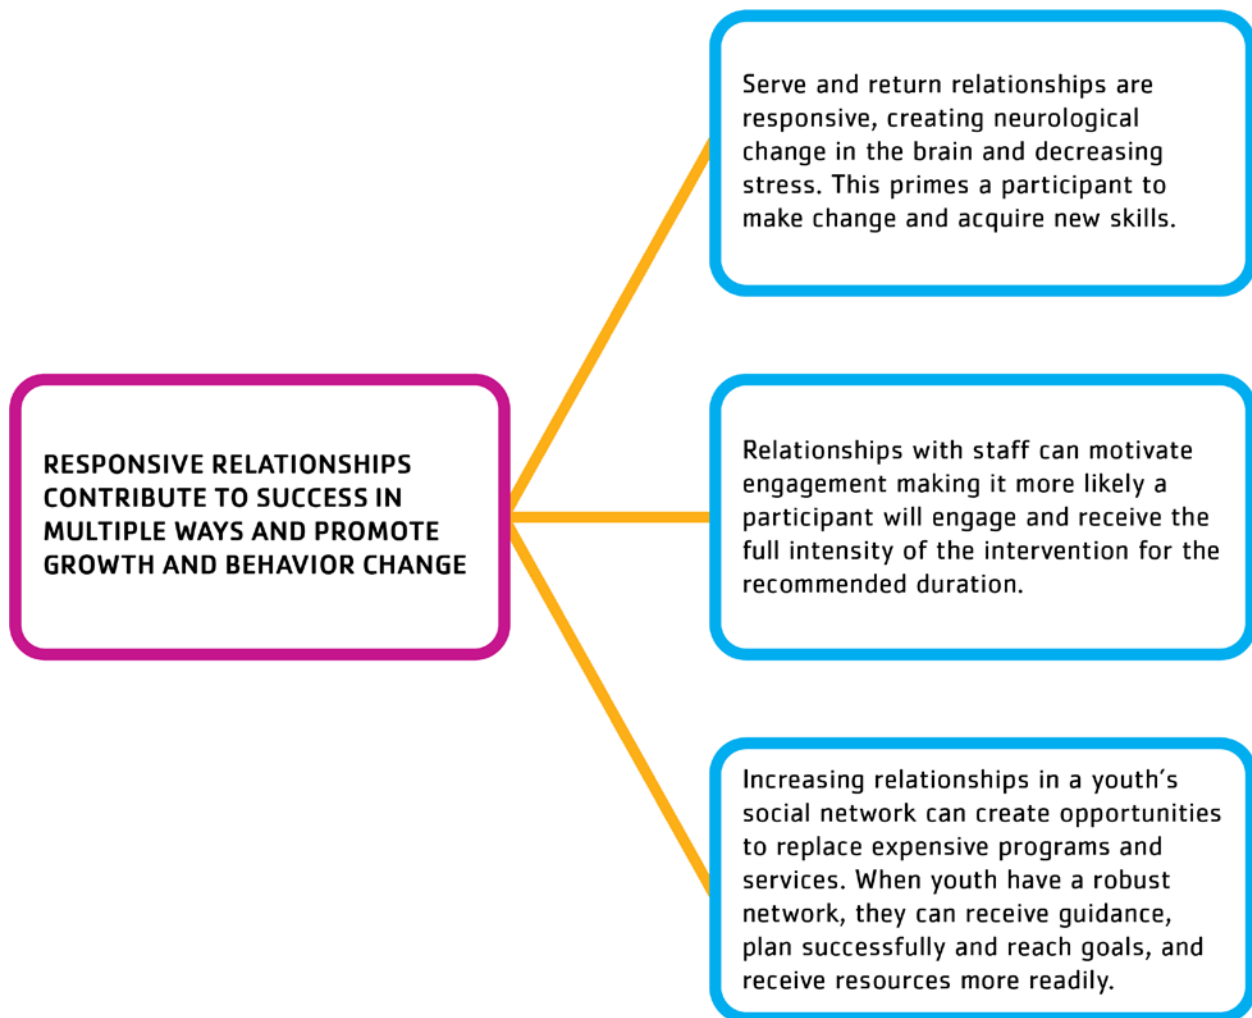 Serve and return relationships are
responsive, creating neurological
change in the brain and decreasing
stress. This primes a participant to
make change and acquire new skills.
RESPONSIVE RELATIONSHIPS
CONTRIBUTE TO SUCCESS IN
MULTIPLE WAYS AND PROMOTE
GROWTH AND BEHAVIOR CHANGE
Relationships with staff can motivate
engagement making it more likely a
participant will engage and receive the
full intensity of the intervention for the
recommended duration.
Increasing relationships in a youth´s
social network can create opportunities
to replace expensive programs and
services. When youth have a robust
network, they can receive guidance,
plan successfully and reach goals, and
receive resources more readily.